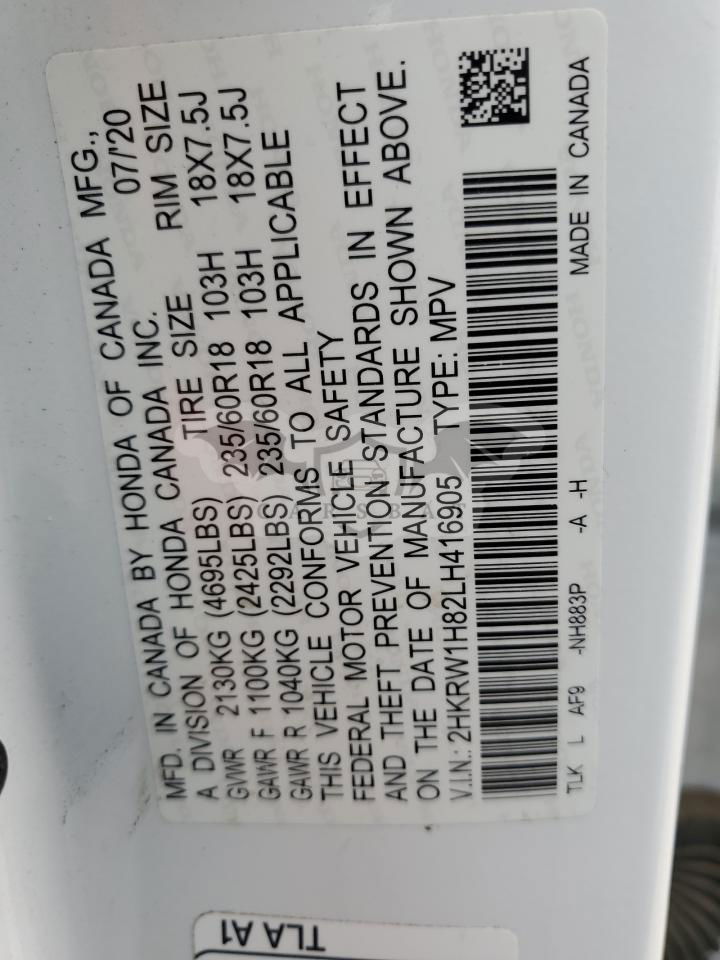 MFD. IN CANADA BY HONDA OF CANADA MFG.,
A DIVISION OF HONDA CANADA INC. 07/'20
TIRE SIZE RIM SIZE
GVWR 2130KG (4695LBS)
GAWR F 1100KG (2425LBS) 235/60R18 103H 18X7.5J
GAWR R 1040KG (2292LBS) 235/60R18 103H 18X7.5J
THIS VEHICLE CONFORMS TO ALL APPLICABLE
FEDERAL MOTOR VEHICLE SAFETY
AND THEFT PREVENTION STANDARDS IN EFFECT
ON THE DATE OF MANUFACTURE SHOWN ABOVE.
V.I.N.: 2HKRW1H82LH416905 TYPE: MPV
TLK L AF9 -NH883P -A -H MADE IN CANADA
CARSBAT
TLA A1